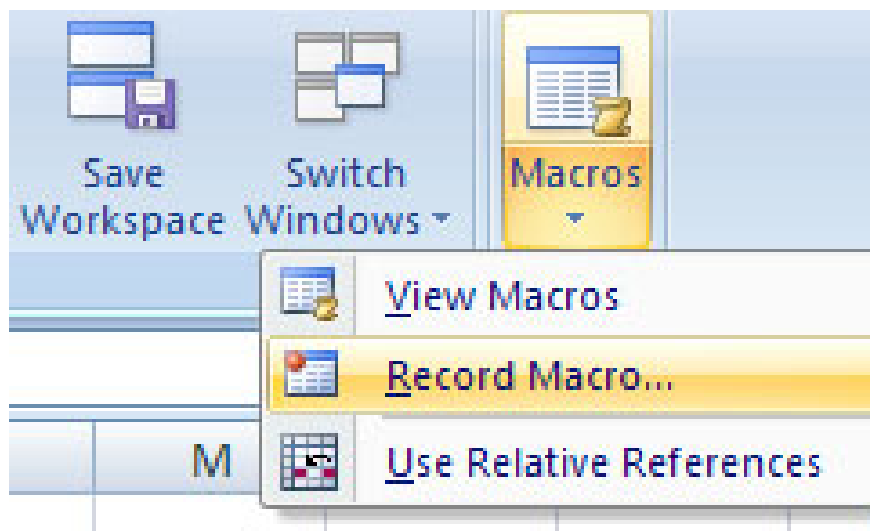 Save Workspace
Switch Windows
Macros
View Macros
Record Macro...
Use Relative References
M